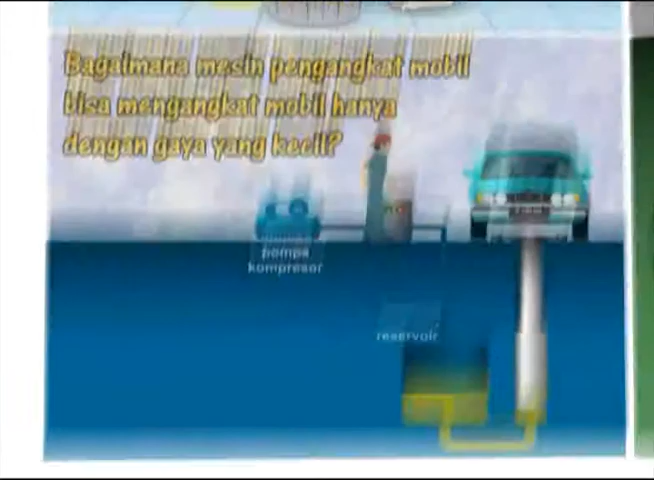 Bagaimana mesin pengangkat mobil
bisa mengangkat mobil hanya
dengan gaya yang kecil?
pompa
kompresor
reservoir